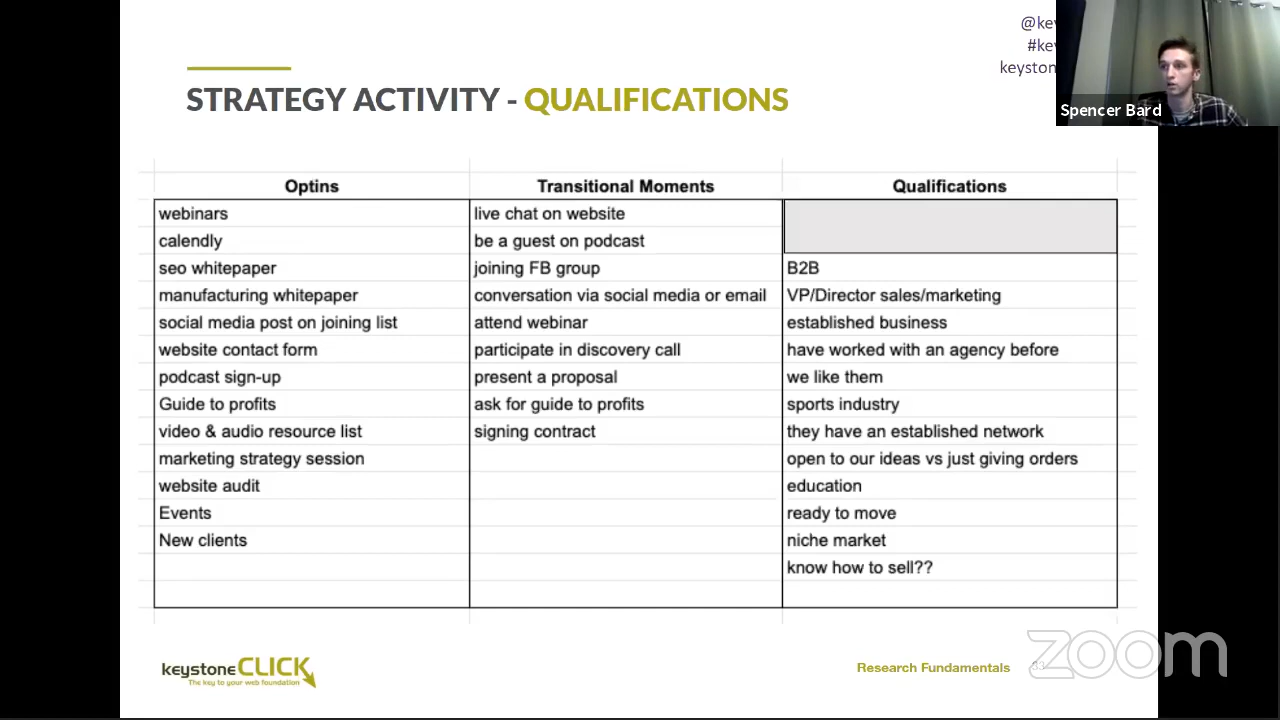 @key
#key
keyston
Spencer Bard
STRATEGY ACTIVITY - QUALIFICATIONS
Optins
webinars
calendly
seo whitepaper
manufacturing whitepaper
social media post on joining list
website contact form
podcast sign-up
Guide to profits
video & audio resource list
marketing strategy session
website audit
Events
New clients
Transitional Moments
live chat on website
be a guest on podcast
joining FB group
conversation via social media or email
attend webinar
participate in discovery call
present a proposal
ask for guide to profits
signing contract
Qualifications
B2B
VP/Director sales/marketing
established business
have worked with an agency before
we like them
sports industry
they have an established network
open to our ideas vs just giving orders
education
ready to move
niche market
know how to sell??
keystone CLICK
The key to your web foundation
Research Fundamentals
zoom